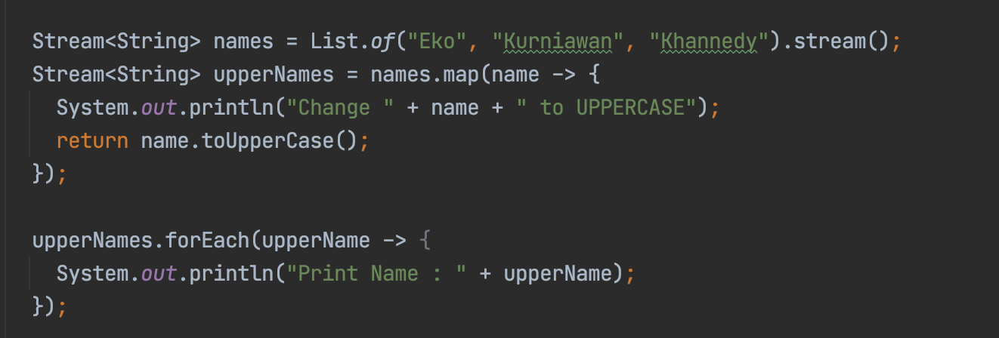 Stream<String> names = List.of("Eko", "Kurniawan", "Khannedy").stream();
Stream<String> upperNames = names.map(name -> {
  System.out.println("Change " + name + " to UPPERCASE");
  return name.toUpperCase();
});

upperNames.forEach(upperName -> {
  System.out.println("Print Name : " + upperName);
});